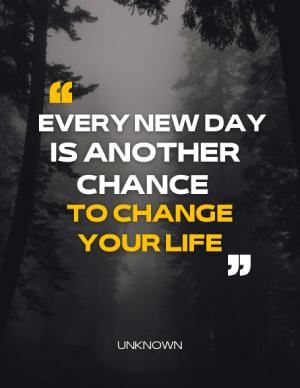 “
EVERY NEW DAY
IS ANOTHER
CHANCE
TO CHANGE
YOUR LIFE
”
UNKNOWN